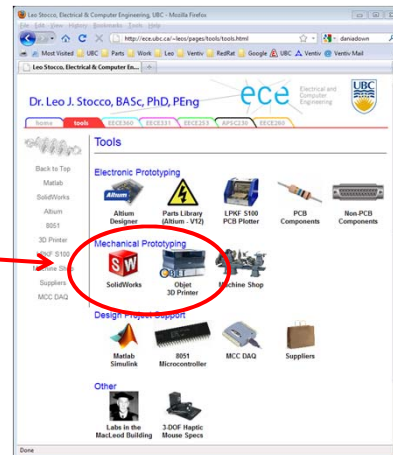 Leo Stocco, Electrical & Computer Engineering, UBC - Mozilla Firefox
File Edit View History Bookmarks Tools Help
http://ece.ubc.ca/~leos/pages/tools/tools.html
daniadown
Most Visited UBC Parts Work Leo Ventiv RedRat Google UBC Ventiv Ventiv Mail
Leo Stocco, Electrical & Computer En...
Dr. Leo J. Stocco, BASc, PhD, PEng
ece
Electrical and
Computer
Engineering
UBC
home tools EECE360 EECE331 EECE253 APSC230 EECE280
Tools
Back to Top
Matlab
SolidWorks
Altium
8051
3D Printer
LPKF S100
Machine Shop
Suppliers
MCC DAQ
Electronic Prototyping
Altium
Altium
Designer
Parts Library
(Altium - V12)
LPKF S100
PCB Plotter
PCB
Components
Non-PCB
Components
Mechanical Prototyping
SW
SolidWorks
Objet
3D Printer
Machine Shop
Design Project Support
Matlab
Simulink
8051
Microcontroller
MCC DAQ
Suppliers
Other
Labs in the
MacLeod Building
3-DOF Haptic
Mouse Specs
Done